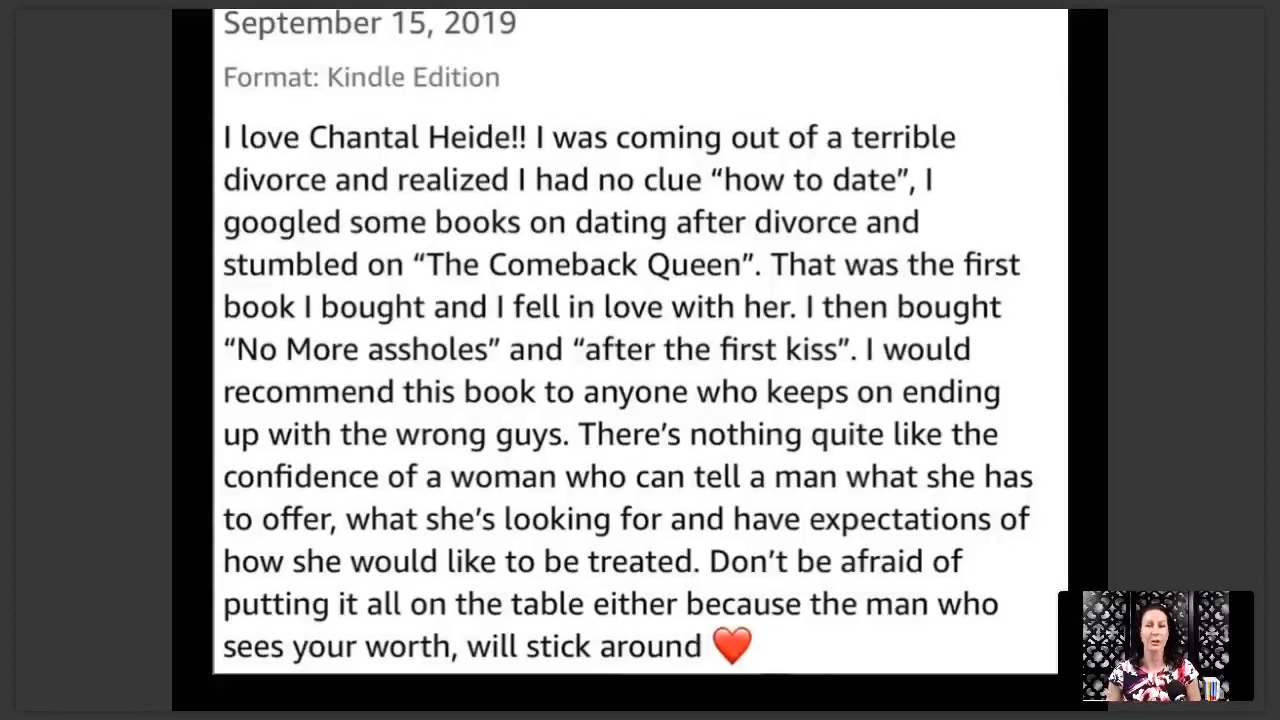 September 15, 2019
Format: Kindle Edition
I love Chantal Heide!! I was coming out of a terrible
divorce and realized I had no clue “how to date”, I
googled some books on dating after divorce and
stumbled on “The Comeback Queen”. That was the first
book I bought and I fell in love with her. I then bought
“No More assholes” and “after the first kiss”. I would
recommend this book to anyone who keeps on ending
up with the wrong guys. There’s nothing quite like the
confidence of a woman who can tell a man what she has
to offer, what she’s looking for and have expectations of
how she would like to be treated. Don’t be afraid of
putting it all on the table either because the man who
sees your worth, will stick around ❤️